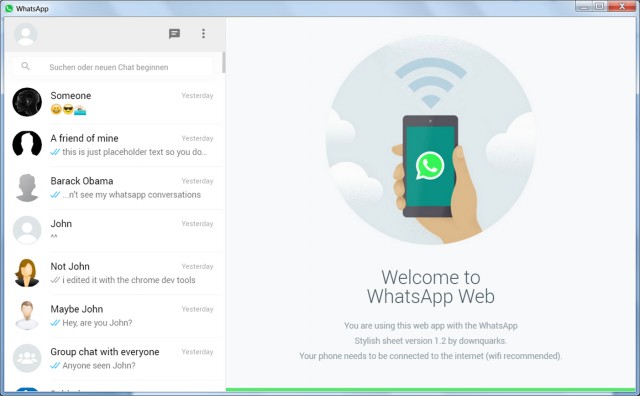 WhatsApp
Suchen oder neuen Chat beginnen
Someone
Yesterday
A friend of mine
Yesterday
this is just placeholder text so you do...
Barack Obama
Yesterday
...n't see my whatsapp conversations
John
Yesterday
^^
Not John
Yesterday
i edited it with the chrome dev tools
Maybe John
Yesterday
Hey, are you John?
Group chat with everyone
Yesterday
Anyone seen John?
Welcome to
WhatsApp Web
You are using this web app with the WhatsApp
Stylish sheet version 1.2 by downquarks.
Your phone needs to be connected to the internet (wifi recommended).